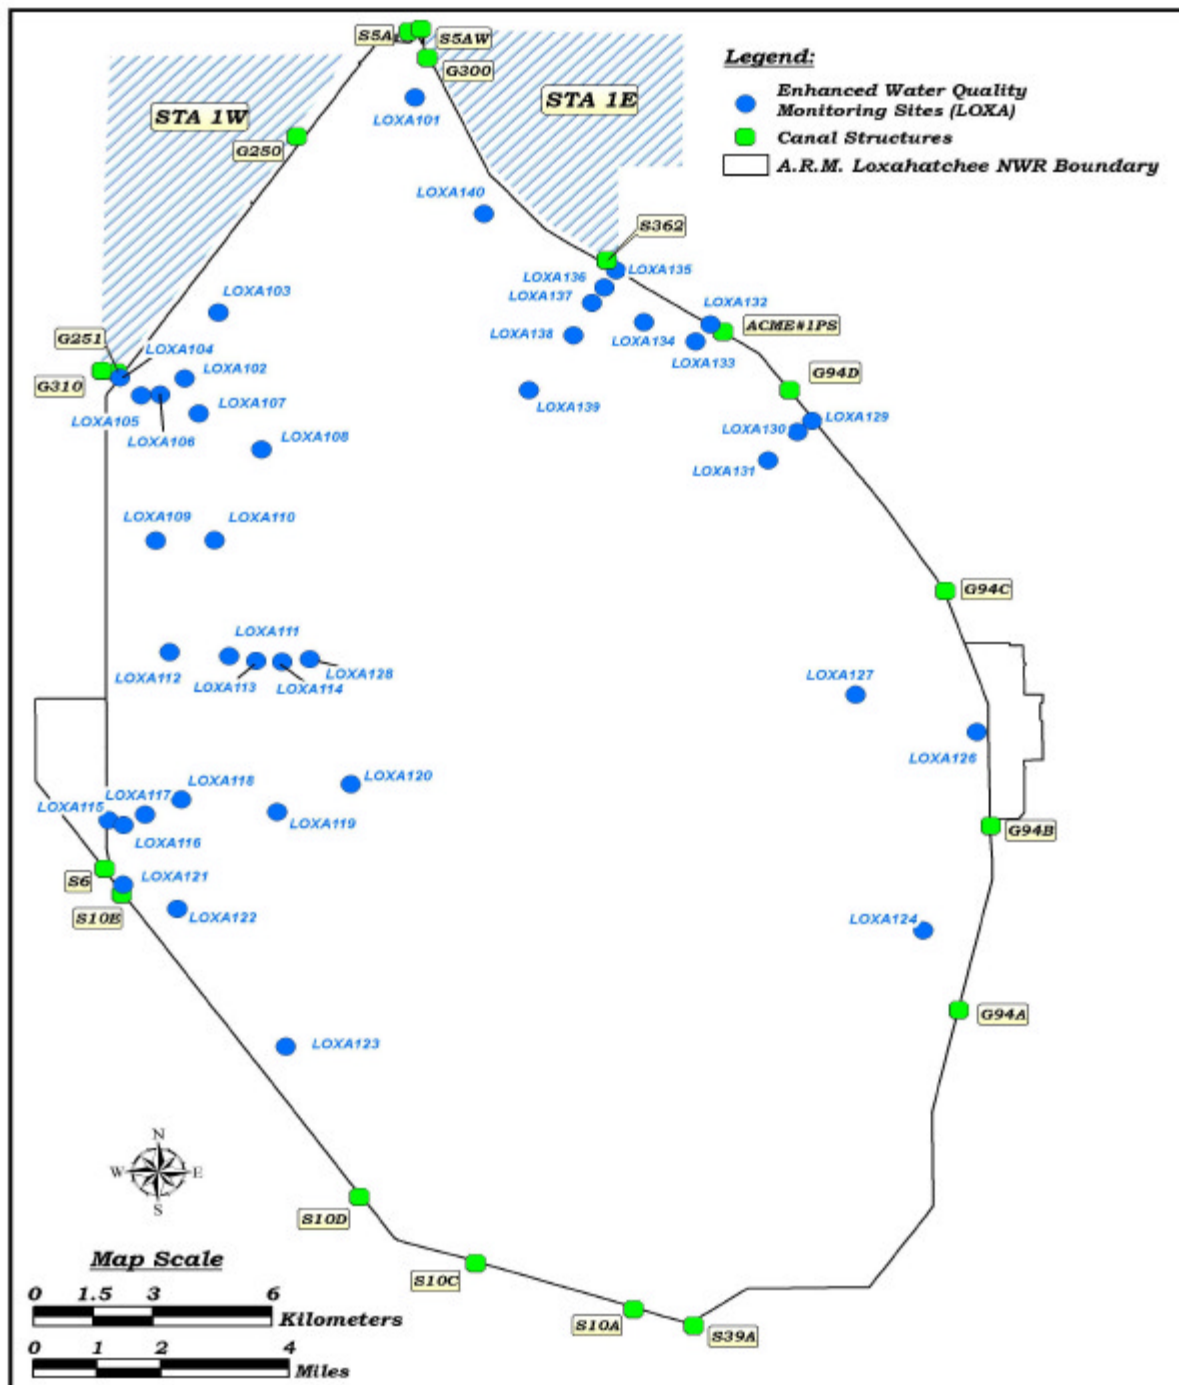 S5A
S5AW
G300
Legend:
Enhanced Water Quality
Monitoring Sites (LOXA)
Canal Structures
A.R.M. Loxahatchee NWR Boundary
STA 1W
STA 1E
LOXA101
G250
LOXA140
S362
LOXA135
LOXA136
LOXA137
LOXA103
LOXA132
ACME#1PS
LOXA138
LOXA134
LOXA133
G251
LOXA104
G310
LOXA102
G94D
LOXA105
LOXA107
LOXA139
LOXA106
LOXA129
LOXA130
LOXA108
LOXA131
LOXA109
LOXA110
G94C
LOXA111
LOXA112
LOXA113
LOXA114
LOXA128
LOXA127
LOXA126
LOXA118
LOXA120
LOXA115
LOXA117
LOXA119
LOXA116
G94B
S6
LOXA121
S10E
LOXA122
LOXA124
G94A
LOXA123
N
W
E
S
S10D
Map Scale
S10C
0 1.5 3 6
Kilometers
S10A
S39A
0 1 2 4
Miles